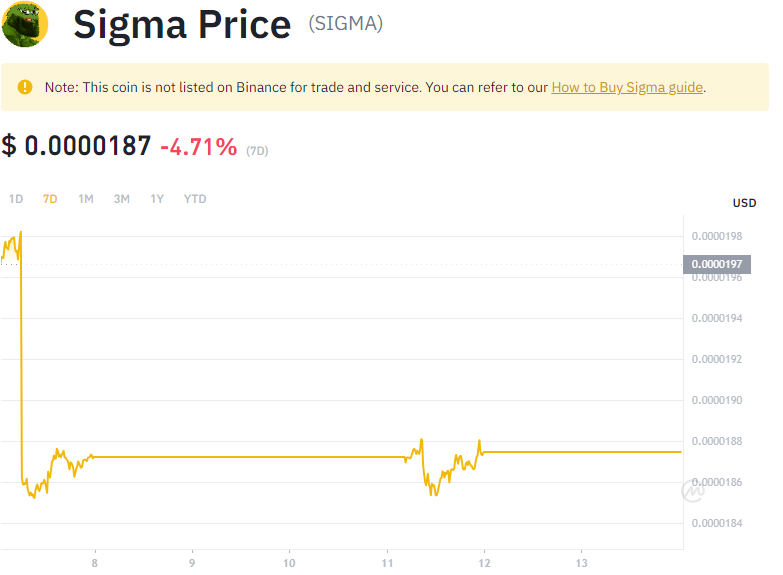 Sigma Price (SIGMA)
Note: This coin is not listed on Binance for trade and service. You can refer to our How to Buy Sigma guide.
$ 0.0000187 -4.71% (7D)
1D 7D 1M 3M 1Y YTD
USD
0.0000198
0.0000197
0.0000196
0.0000194
0.0000192
0.0000190
0.0000188
0.0000186
0.0000184
8 9 10 11 12 13